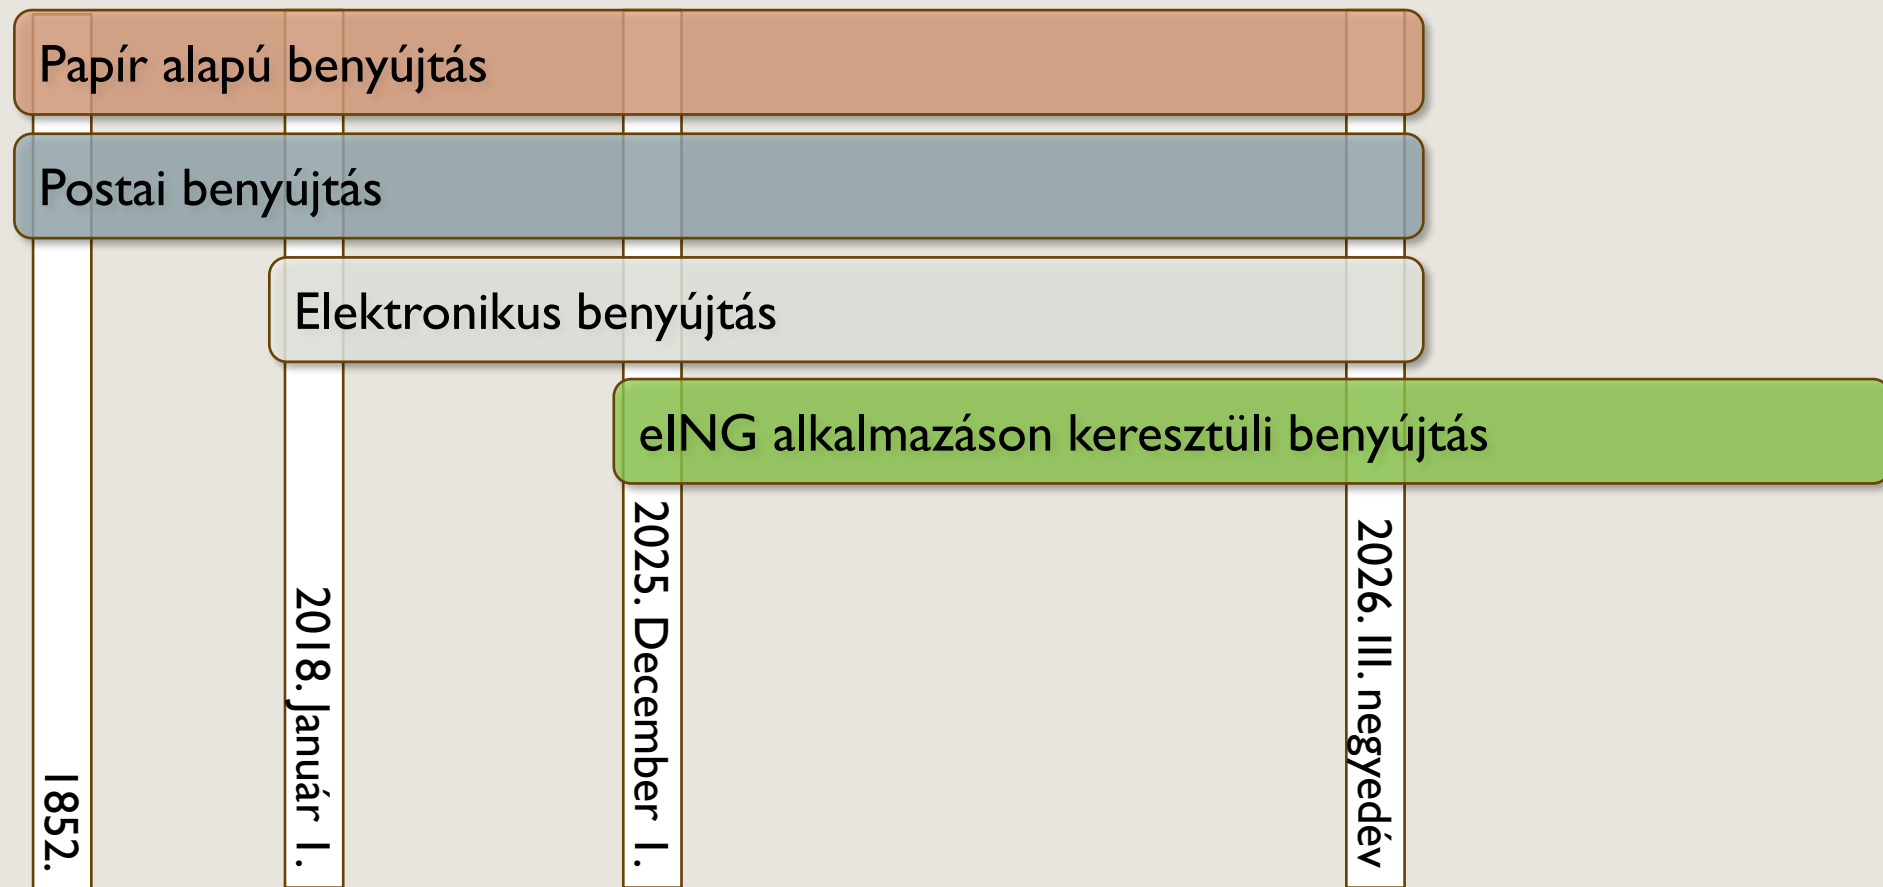 Papír alapú benyújtás
Postai benyújtás
Elektronikus benyújtás
eING alkalmazáson keresztüli benyújtás
1852.
2018. Január 1.
2025. December 1.
2026. III. negyedév